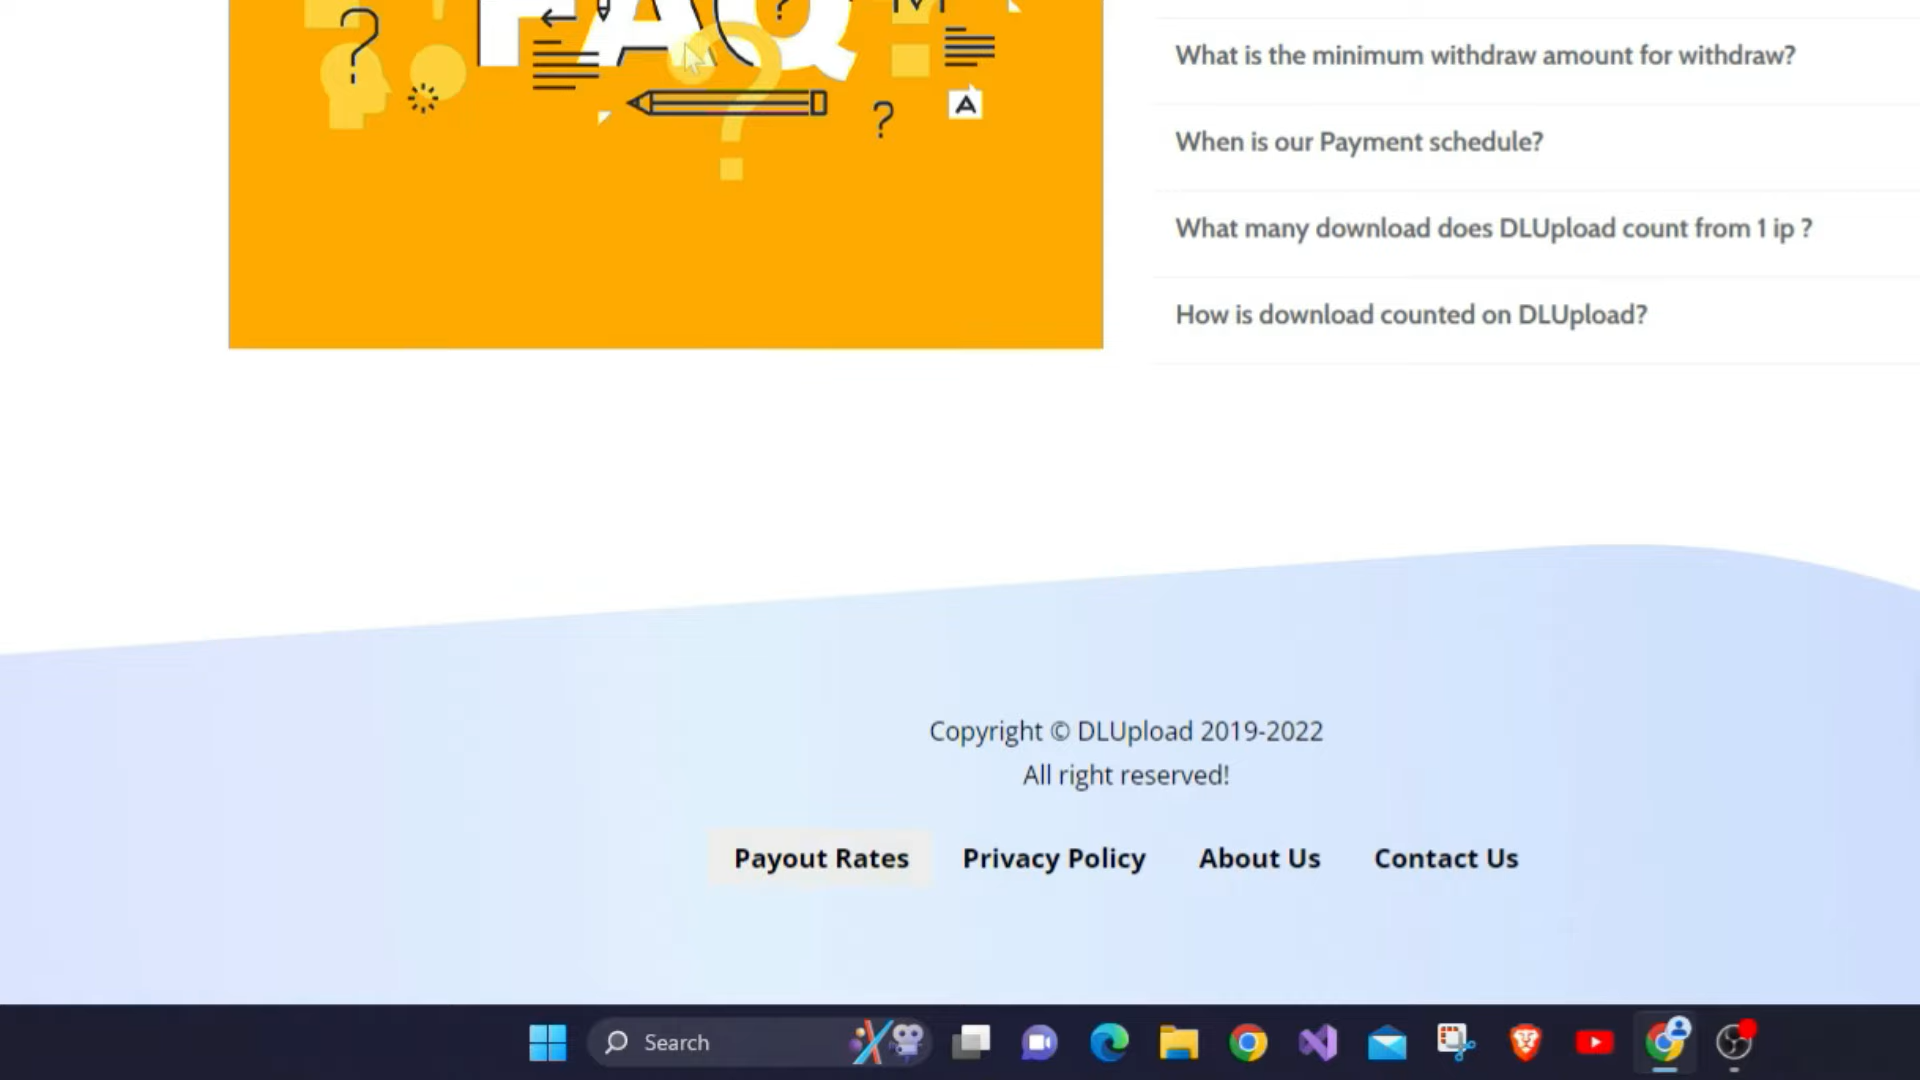 FAQ
A
What is the minimum withdraw amount for withdraw?
When is our Payment schedule?
What many download does DLUpload count from 1 ip ?
How is download counted on DLUpload?
Copyright © DLUpload 2019-2022
All right reserved!
Payout Rates Privacy Policy About Us Contact Us
Search